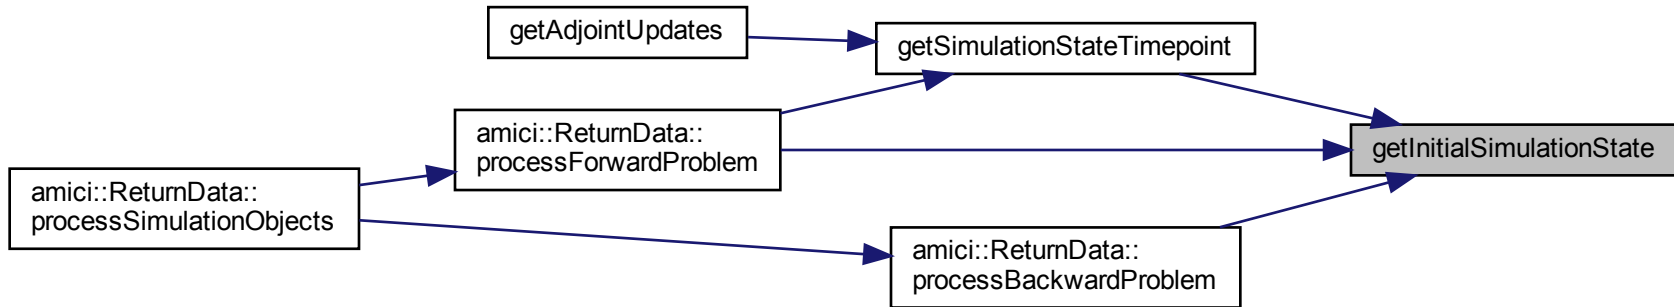 getAdjointUpdates
getSimulationStateTimepoint
amici::ReturnData::
processForwardProblem
getInitialSimulationState
amici::ReturnData::
processSimulationObjects
amici::ReturnData::
processBackwardProblem